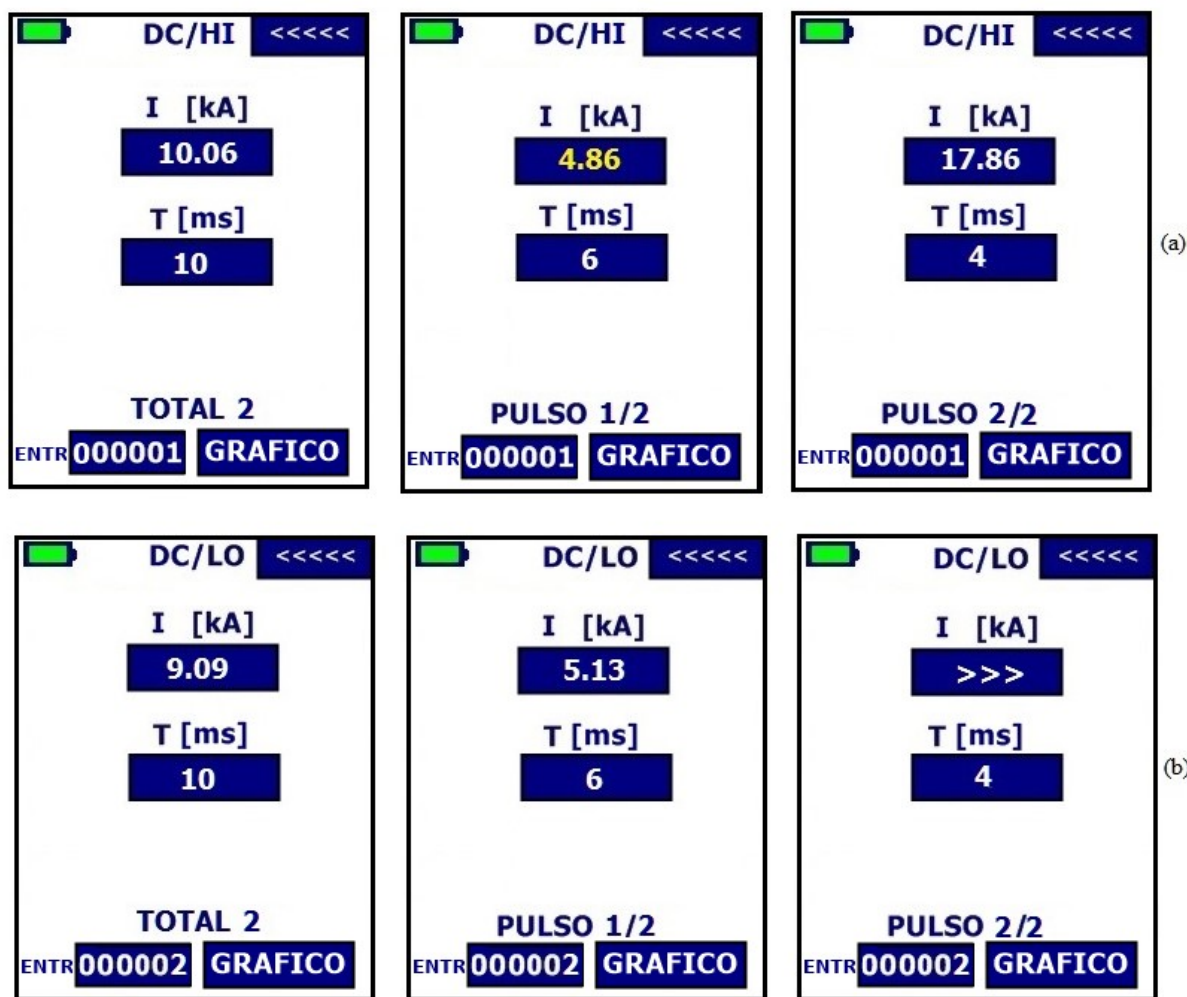 DC/HI <<<<<
I [kA]
10.06
T [ms]
10
TOTAL 2
ENTR 000001 GRAFICO
DC/HI <<<<<
I [kA]
4.86
T [ms]
6
PULSO 1/2
ENTR 000001 GRAFICO
DC/HI <<<<<
I [kA]
17.86
T [ms]
4
PULSO 2/2
ENTR 000001 GRAFICO
(a)
DC/LO <<<<<
I [kA]
9.09
T [ms]
10
TOTAL 2
ENTR 000002 GRAFICO
DC/LO <<<<<
I [kA]
5.13
T [ms]
6
PULSO 1/2
ENTR 000002 GRAFICO
DC/LO <<<<<
I [kA]
>>>
T [ms]
4
PULSO 2/2
ENTR 000002 GRAFICO
(b)